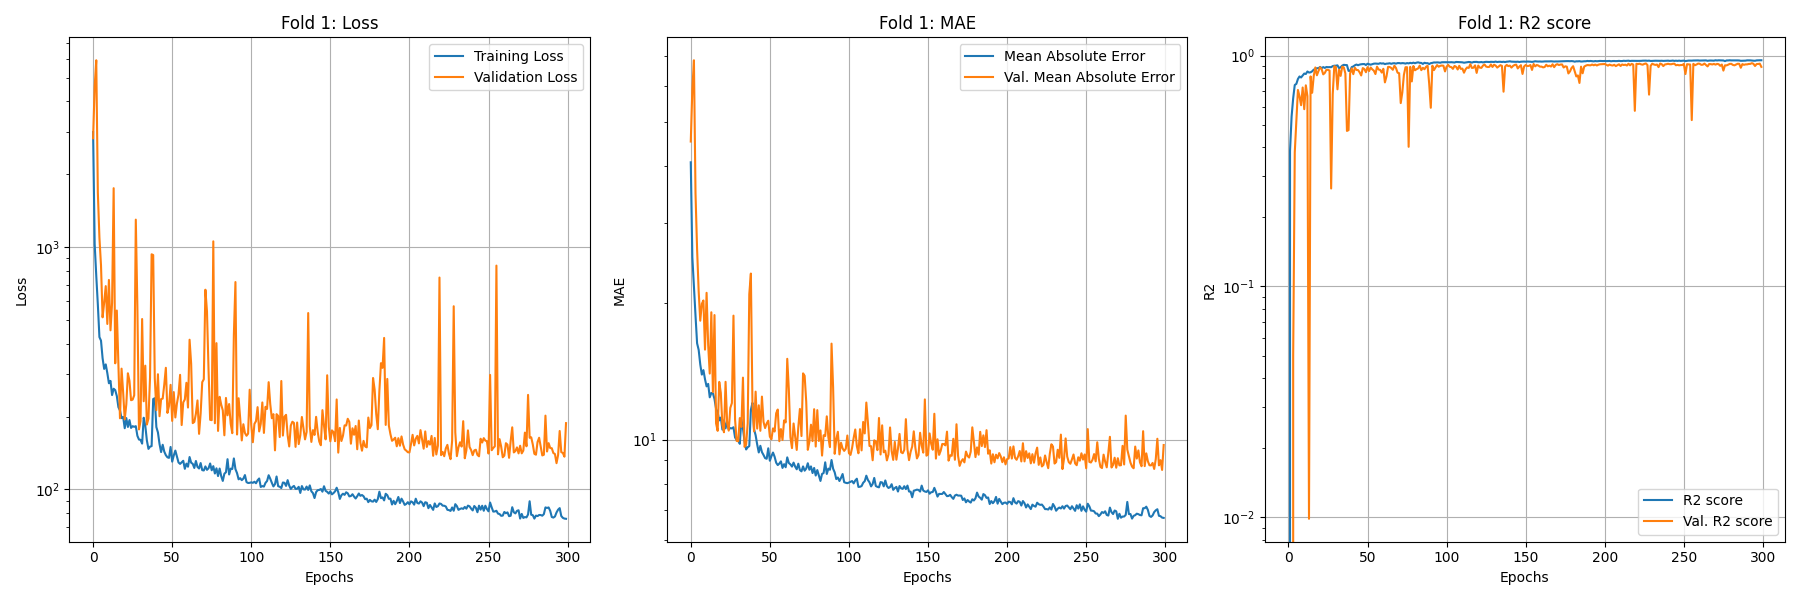 Fold 1: Loss
Training Loss
Validation Loss
10³
10²
Loss
0 50 100 150 200 250 300
Epochs
Fold 1: MAE
Mean Absolute Error
Val. Mean Absolute Error
10¹
MAE
0 50 100 150 200 250 300
Epochs
Fold 1: R2 score
10⁰
10⁻¹
10⁻²
R2
R2 score
Val. R2 score
0 50 100 150 200 250 300
Epochs